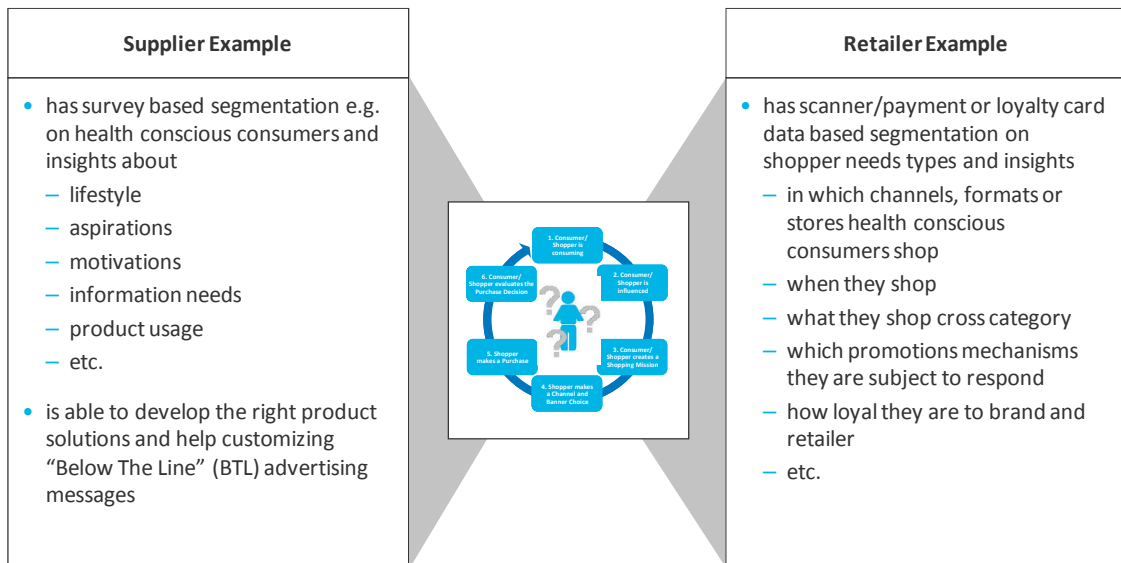 Supplier Example
• has survey based segmentation e.g.
on health conscious consumers and
insights about
– lifestyle
– aspirations
– motivations
– information needs
– product usage
– etc.
• is able to develop the right product
solutions and help customizing
“Below The Line” (BTL) advertising
messages
1. Consumer/
Shopper is
consuming
2. Consumer/
Shopper is
influenced
3. Consumer/
Shopper creates a
Shopping Mission
4. Shopper makes
a Channel and
Banner Choice
5. Shopper
makes a Purchase
6. Consumer/
Shopper evaluates the
Purchase Decision
? ? ?
Retailer Example
• has scanner/payment or loyalty card
data based segmentation on
shopper needs types and insights
– in which channels, formats or
stores health conscious
consumers shop
– when they shop
– what they shop cross category
– which promotions mechanisms
they are subject to respond
– how loyal they are to brand and
retailer
– etc.